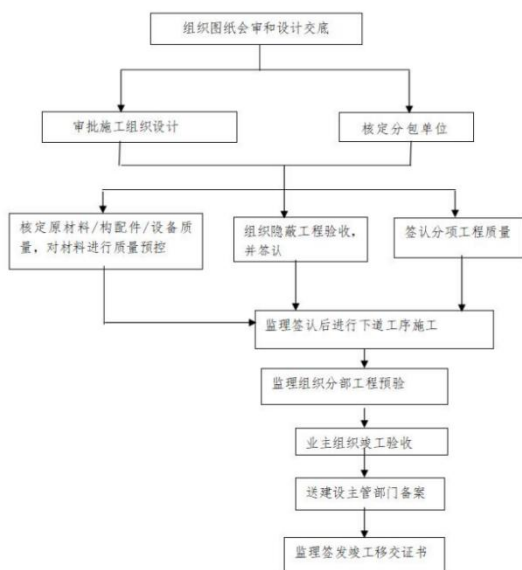 组织图纸会审和设计交底
审批施工组织设计
核定分包单位
核定原材料/构配件/设备质
量，对材料进行质量预控
组织隐蔽工程验收，
并签认
签认分项工程质量
监理签认后进行下道工序施工
监理组织分部工程预验
业主组织竣工验收
送建设主管部门备案
监理签发竣工移交证书